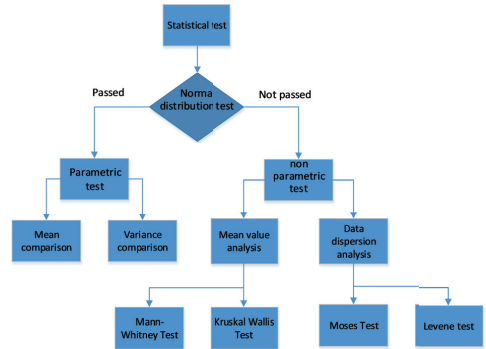 Statistical test
Passed
Norma
distribution test
Not passed
Parametric
test
non
parametric
test
Mean
comparison
Variance
comparison
Mean value
analysis
Data
dispersion
analysis
Mann-
Whitney Test
Kruskal Wallis
Test
Moses Test
Levene test